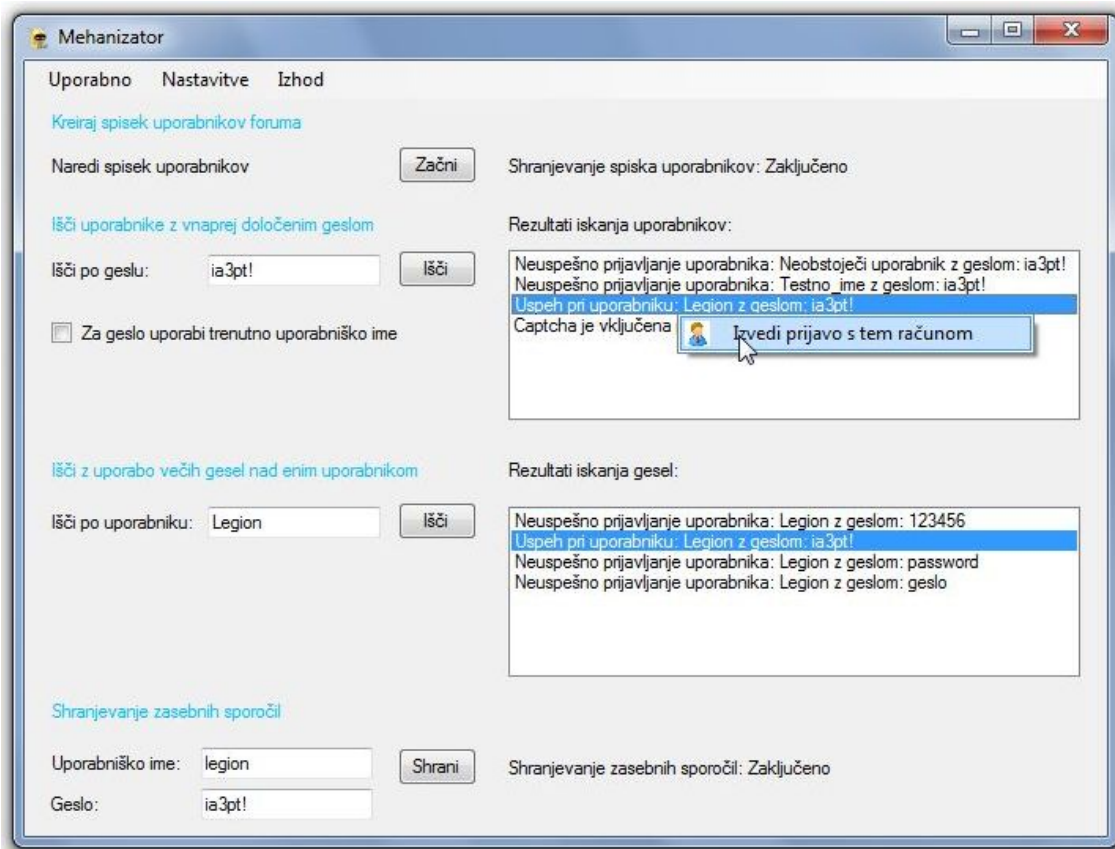 Mehanizator
Uporabno Nastavitve Izhod
Kreiraj spisek uporabnikov foruma
Naredi spisek uporabnikov Začni Shranjevanje spiska uporabnikov: Zaključeno
Išči uporabnike z vnaprej določenim geslom Rezultati iskanja uporabnikov:
Išči po geslu: ia3pt! Išči
Neuspešno prijavljanje uporabnika: Neobstoječi uporabnik z geslom: ia3pt!
Neuspešno prijavljanje uporabnika: Testno_ime z geslom: ia3pt!
Uspeh pri uporabniku: Legion z geslom: ia3pt!
Captcha je vključena
Izvedi prijavo s tem računom
Za geslo uporabi trenutno uporabniško ime
Išči z uporabo večih gesel nad enim uporabnikom Rezultati iskanja gesel:
Išči po uporabniku: Legion Išči
Neuspešno prijavljanje uporabnika: Legion z geslom: 123456
Uspeh pri uporabniku: Legion z geslom: ia3pt!
Neuspešno prijavljanje uporabnika: Legion z geslom: password
Neuspešno prijavljanje uporabnika: Legion z geslom: geslo
Shranjevanje zasebnih sporočil
Uporabniško ime: legion Shrani Shranjevanje zasebnih sporočil: Zaključeno
Geslo: ia3pt!